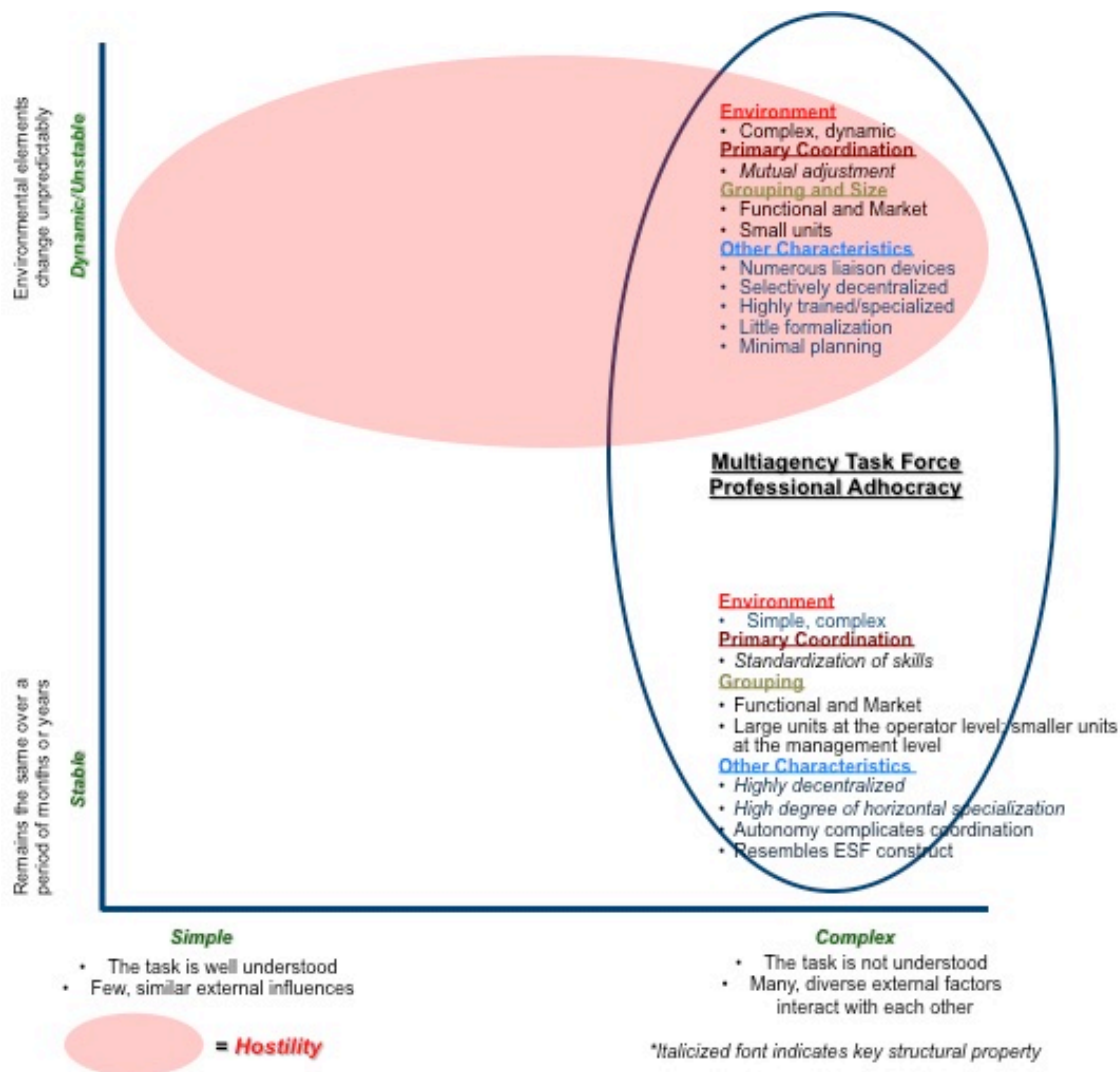 Environmental elements
change unpredictably
Dynamic/Unstable
Environment
• Complex, dynamic
Primary Coordination
• Mutual adjustment
Grouping and Size
• Functional and Market
• Small units
Other Characteristics
• Numerous liaison devices
• Selectively decentralized
• Highly trained/specialized
• Little formalization
• Minimal planning
Multiagency Task Force
Professional Adhocracy
Remains the same over a
period of months or years
Stable
Environment
• Simple, complex
Primary Coordination
• Standardization of skills
Grouping
• Functional and Market
• Large units at the operator level; smaller units
at the management level
Other Characteristics
• Highly decentralized
• High degree of horizontal specialization
• Autonomy complicates coordination
• Resembles ESF construct
Simple
• The task is well understood
• Few, similar external influences
Complex
• The task is not understood
• Many, diverse external factors
interact with each other
= Hostility
*Italicized font indicates key structural property